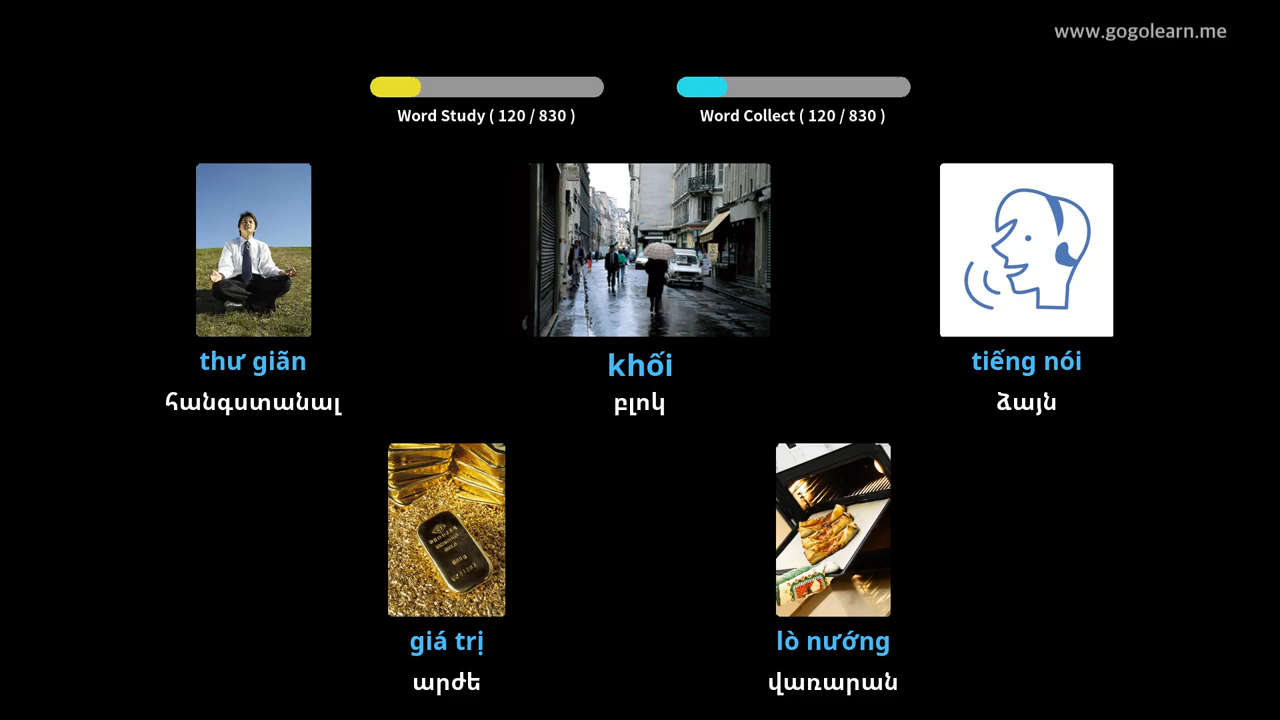 www.gogolearn.me
Word Study ( 120 / 830 )
Word Collect ( 120 / 830 )
thư giãn
հանգստանալ
khối
բլոկ
tiếng nói
ձայն
giá trị
արժե
lò nướng
վառարան